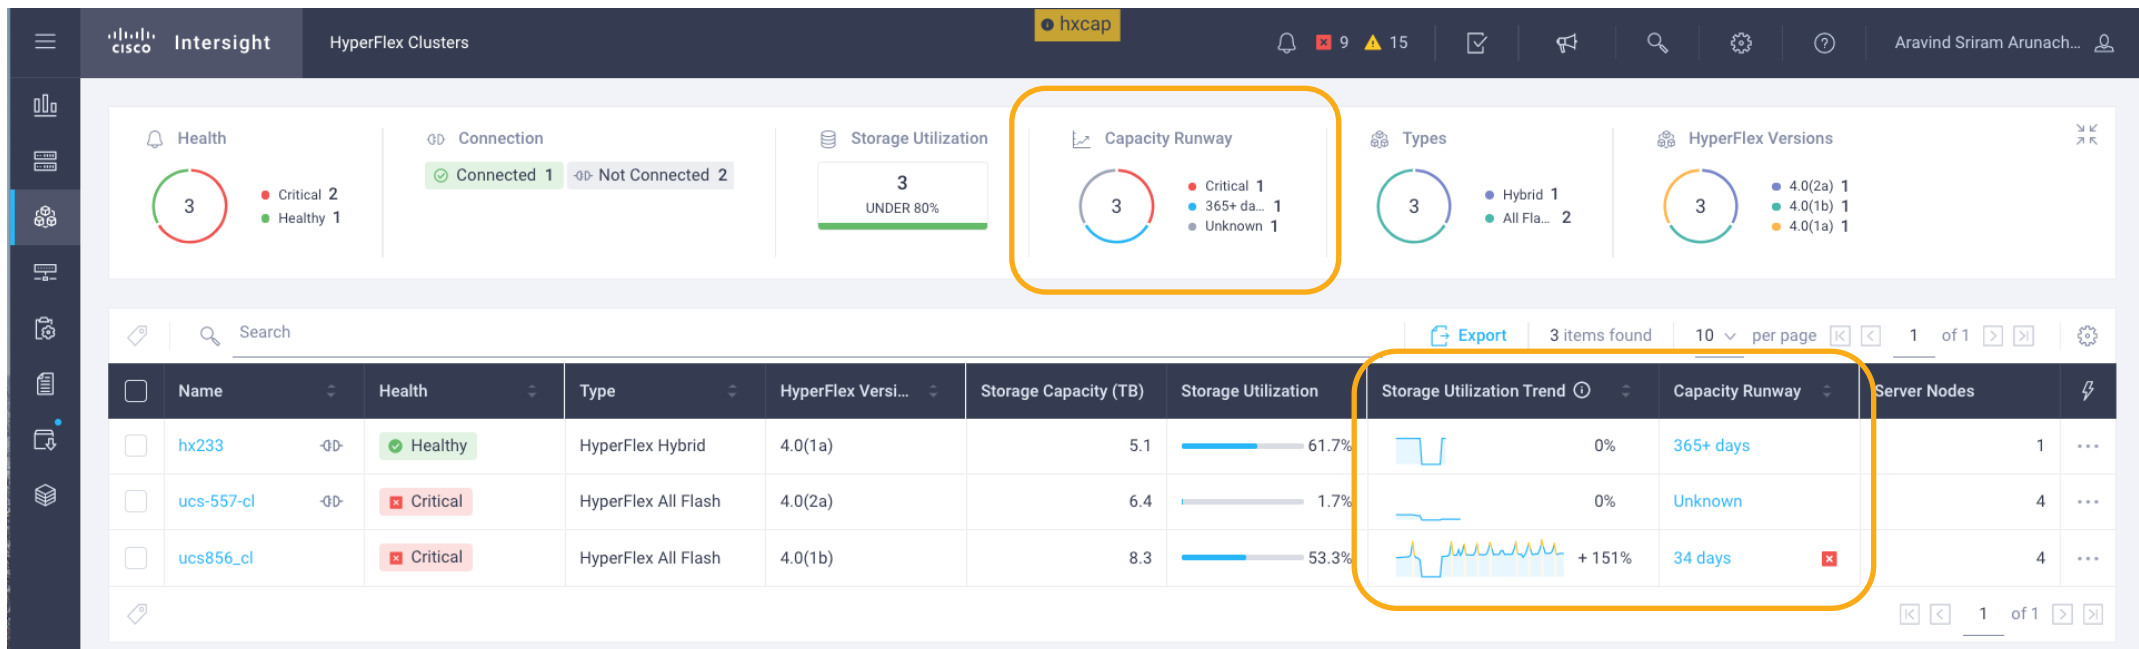 hxcap
cisco Intersight HyperFlex Clusters 9 15 Aravind Sriram Arunach...
Health Connection Storage Utilization Capacity Runway Types HyperFlex Versions
3
Critical 2
Healthy 1
Connected 1 Not Connected 2
3
UNDER 80%
3
Critical 1
365+ da... 1
Unknown 1
3
Hybrid 1
All Fla... 2
3
4.0(2a) 1
4.0(1b) 1
4.0(1a) 1
Search Export 3 items found 10 per page 1 of 1
Name Health Type HyperFlex Versi... Storage Capacity (TB) Storage Utilization Storage Utilization Trend Capacity Runway Server Nodes
hx233 Healthy HyperFlex Hybrid 4.0(1a) 5.1 61.7% 0% 365+ days 1
ucs-557-cl Critical HyperFlex All Flash 4.0(2a) 6.4 1.7% 0% Unknown 4
ucs856_cl Critical HyperFlex All Flash 4.0(1b) 8.3 53.3% + 151% 34 days 4
1 of 1